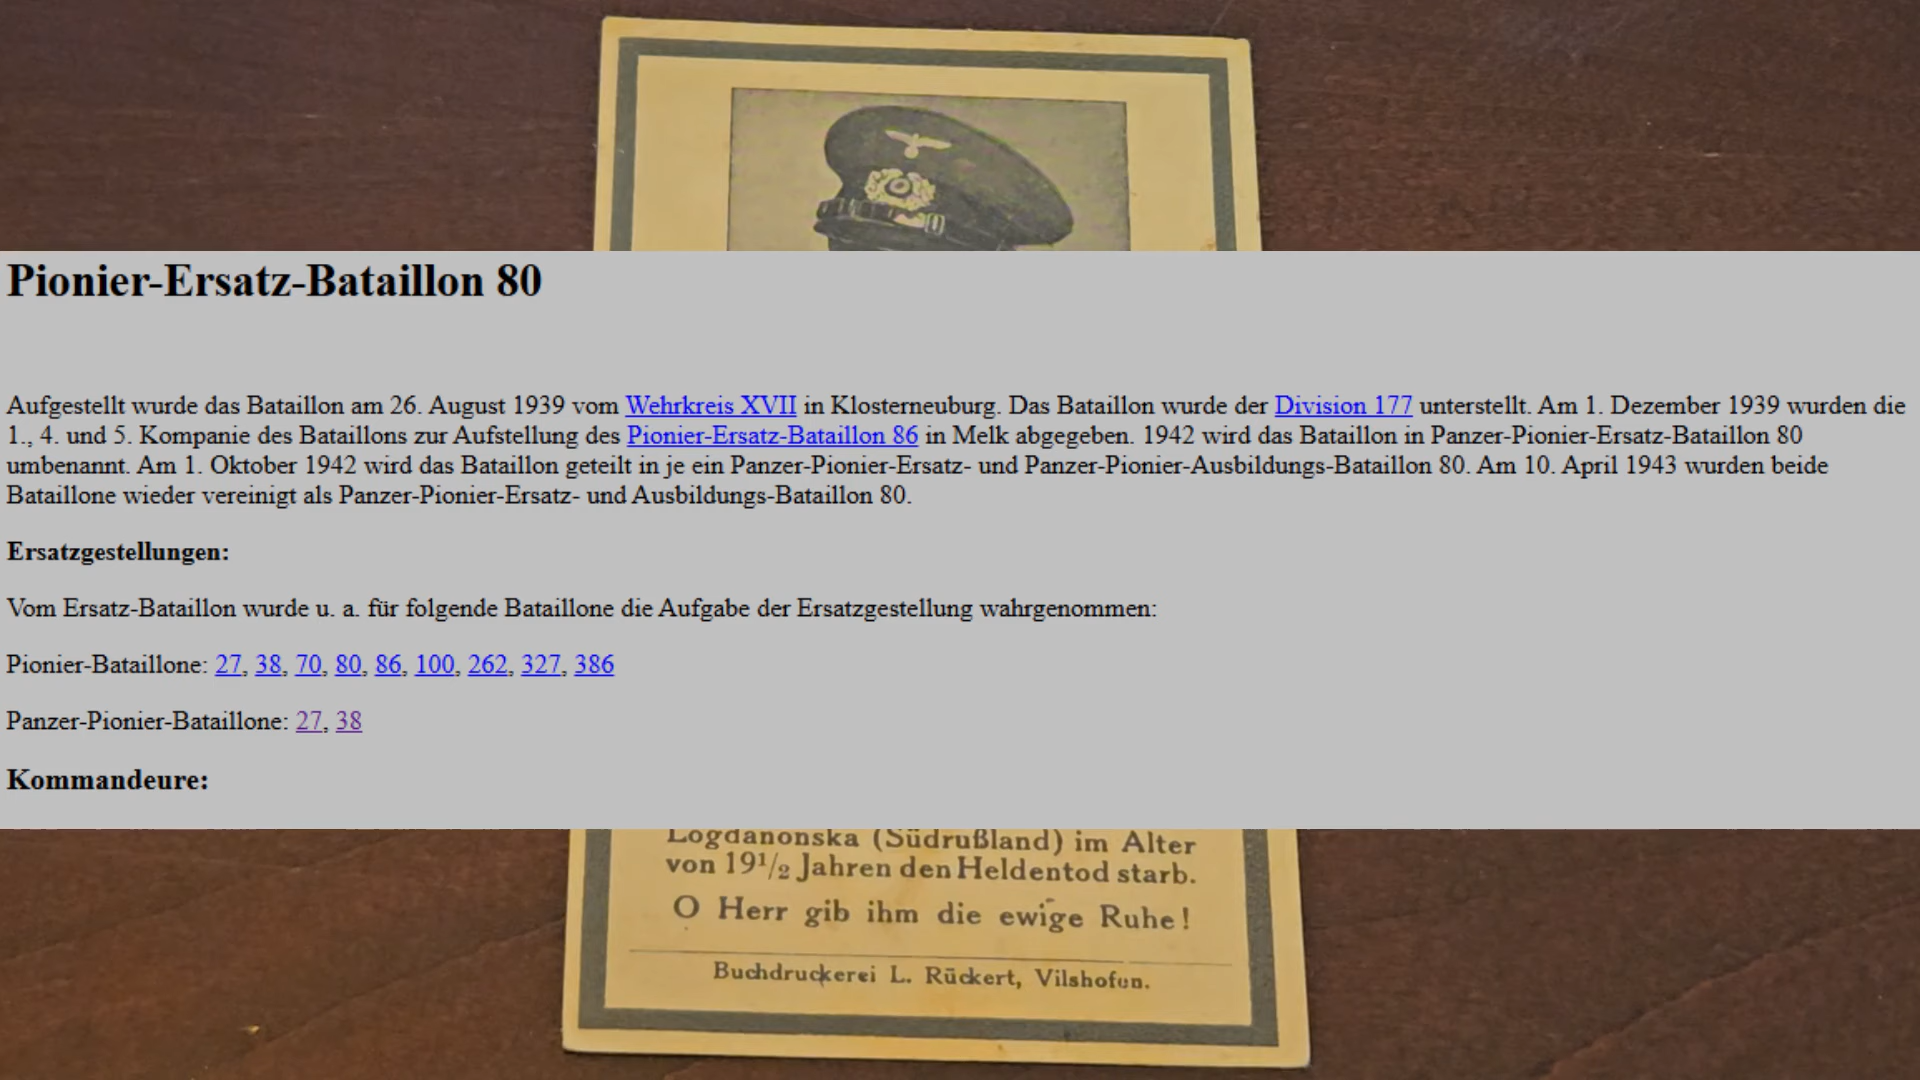 Pionier-Ersatz-Bataillon 80
Aufgestellt wurde das Bataillon am 26. August 1939 vom Wehrkreis XVII in Klosterneuburg. Das Bataillon wurde der Division 177 unterstellt. Am 1. Dezember 1939 wurden die
1., 4. und 5. Kompanie des Bataillons zur Aufstellung des Pionier-Ersatz-Bataillon 86 in Melk abgegeben. 1942 wird das Bataillon in Panzer-Pionier-Ersatz-Bataillon 80
umbenannt. Am 1. Oktober 1942 wird das Bataillon geteilt in je ein Panzer-Pionier-Ersatz- und Panzer-Pionier-Ausbildungs-Bataillon 80. Am 10. April 1943 wurden beide
Bataillone wieder vereinigt als Panzer-Pionier-Ersatz- und Ausbildungs-Bataillon 80.
Ersatzgestellungen:
Vom Ersatz-Bataillon wurde u. a. für folgende Bataillone die Aufgabe der Ersatzgestellung wahrgenommen:
Pionier-Bataillone: 27, 38, 70, 80, 86, 100, 262, 327, 386
Panzer-Pionier-Bataillone: 27, 38
Kommandeure:
Logdanonska (Südrußland) im Alter
von 19½ Jahren den Heldentod starb.
O Herr gib ihm die ewige Ruhe!
Buchdruckerei L. Rückert, Vilshofen.